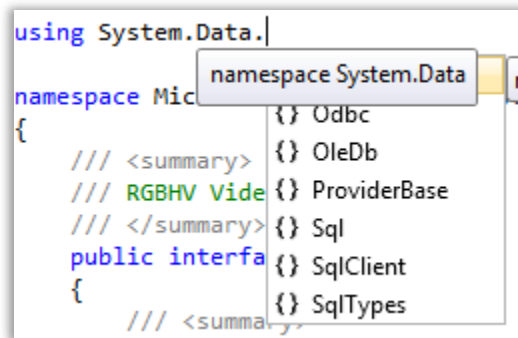 using System.Data.
namespace System.Data
namespace Mic
{} Odbc
{
{} OleDb
/// <summary>
{} ProviderBase
/// RGBHV Vide
{} Sql
/// </summary>
{} SqlClient
public interfa
{} SqlTypes
{
/// <summary>